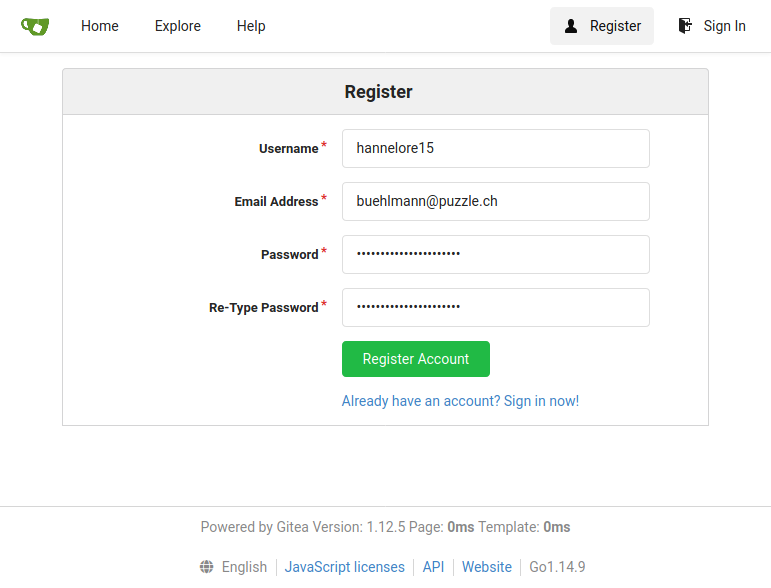 Home Explore Help Register Sign In
Register
Username * hannelore15
Email Address * buehlmann@puzzle.ch
Password * ••••••••••••••••••••••
Re-Type Password * ••••••••••••••••••••••
Register Account
Already have an account? Sign in now!
Powered by Gitea Version: 1.12.5 Page: 0ms Template: 0ms
English JavaScript licenses API Website Go1.14.9